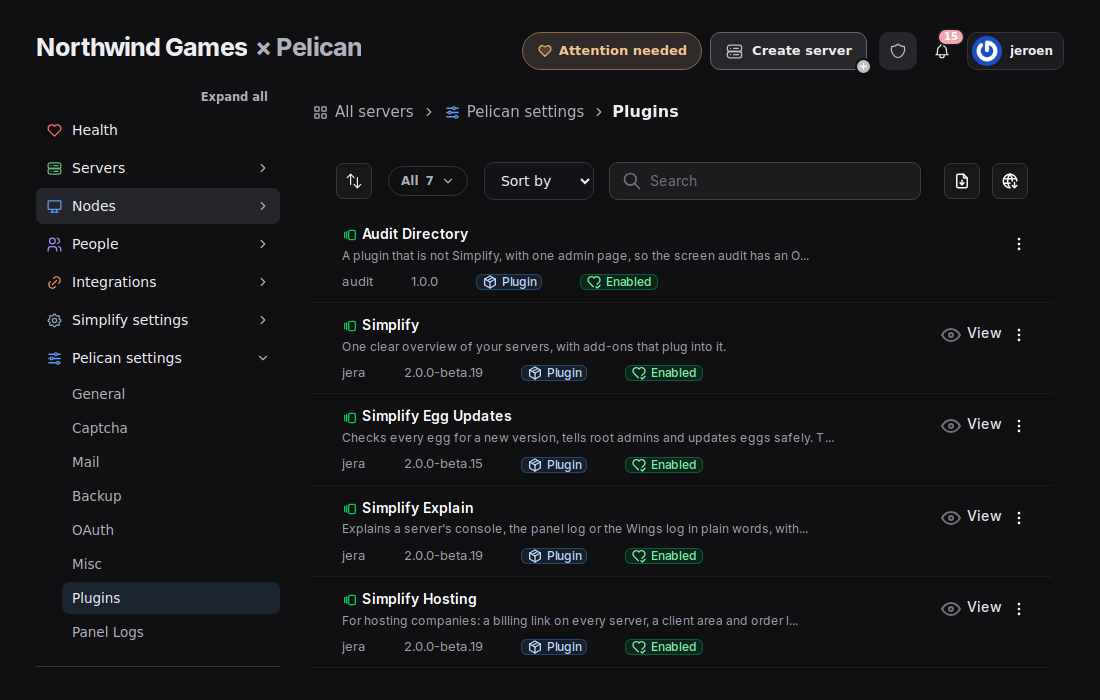 Northwind Games × Pelican
Attention needed
Create server
15
jeroen
Expand all
Health
Servers
Nodes
People
Integrations
Simplify settings
Pelican settings
General
Captcha
Mail
Backup
OAuth
Misc
Plugins
Panel Logs
All servers > Pelican settings > Plugins
All 7
Sort by
Search
Audit Directory
A plugin that is not Simplify, with one admin page, so the screen audit has an O...
audit 1.0.0 Plugin Enabled
Simplify
One clear overview of your servers, with add-ons that plug into it.
jera 2.0.0-beta.19 Plugin Enabled
View
Simplify Egg Updates
Checks every egg for a new version, tells root admins and updates eggs safely. T...
jera 2.0.0-beta.15 Plugin Enabled
View
Simplify Explain
Explains a server's console, the panel log or the Wings log in plain words, with...
jera 2.0.0-beta.19 Plugin Enabled
View
Simplify Hosting
For hosting companies: a billing link on every server, a client area and order l...
jera 2.0.0-beta.19 Plugin Enabled
View